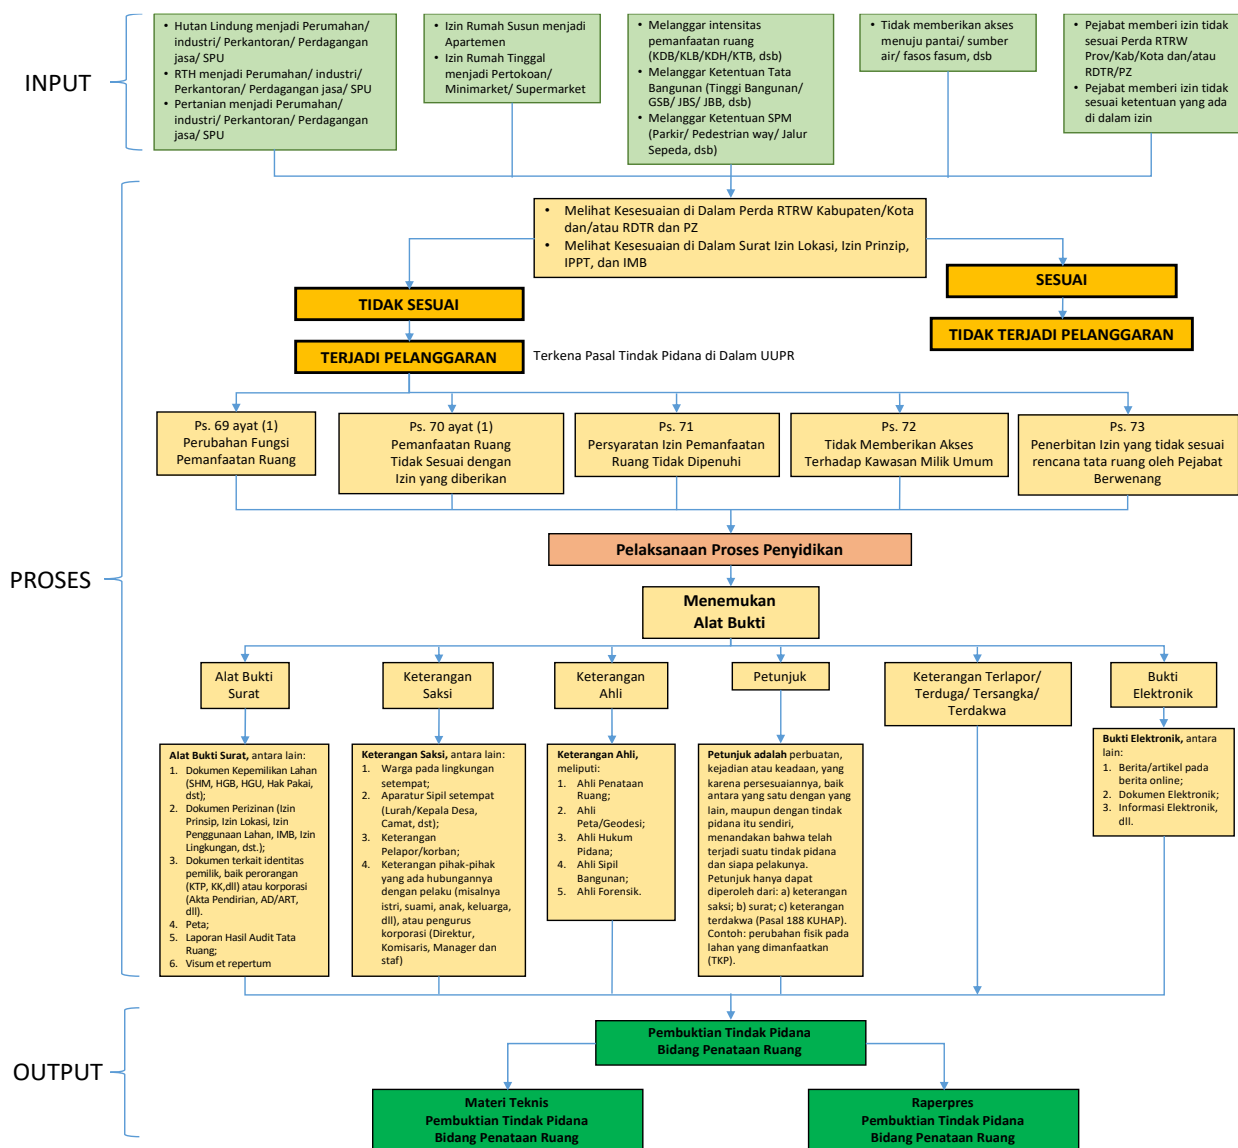 INPUT
• Hutan Lindung menjadi Perumahan/
industri/ Perkantoran/ Perdagangan
jasa/ SPU
• RTH menjadi Perumahan/ industri/
Perkantoran/ Perdagangan jasa/ SPU
• Pertanian menjadi Perumahan/
industri/ Perkantoran/ Perdagangan
jasa/ SPU
• Izin Rumah Susun menjadi
Apartemen
• Izin Rumah Tinggal
menjadi Pertokoan/
Minimarket/ Supermarket
• Melanggar intensitas
pemanfaatan ruang
(KDB/KLB/KDH/KTB, dsb)
• Melanggar Ketentuan Tata
Bangunan (Tinggi Bangunan/
GSB/ JBS/ JBB, dsb)
• Melanggar Ketentuan SPM
(Parkir/ Pedestrian way/ Jalur
Sepeda, dsb)
• Tidak memberikan akses
menuju pantai/ sumber
air/ fasos fasum, dsb
• Pejabat memberi izin tidak
sesuai Perda RTRW
Prov/Kab/Kota dan/atau
RDTR/PZ
• Pejabat memberi izin tidak
sesuai ketentuan yang ada
di dalam izin
PROSES
• Melihat Kesesuaian di Dalam Perda RTRW Kabupaten/Kota
dan/atau RDTR dan PZ
• Melihat Kesesuaian di Dalam Surat Izin Lokasi, Izin Prinzip,
IPPT, dan IMB
TIDAK SESUAI
SESUAI
TERJADI PELANGGARAN
Terkena Pasal Tindak Pidana di Dalam UUPR
TIDAK TERJADI PELANGGARAN
Ps. 69 ayat (1)
Perubahan Fungsi
Pemanfaatan Ruang
Ps. 70 ayat (1)
Pemanfaatan Ruang
Tidak Sesuai dengan
Izin yang diberikan
Ps. 71
Persyaratan Izin Pemanfaatan
Ruang Tidak Dipenuhi
Ps. 72
Tidak Memberikan Akses
Terhadap Kawasan Milik Umum
Ps. 73
Penerbitan Izin yang tidak sesuai
rencana tata ruang oleh Pejabat
Berwenang
Pelaksanaan Proses Penyidikan
Menemukan
Alat Bukti
Alat Bukti
Surat
Keterangan
Saksi
Keterangan
Ahli
Petunjuk
Keterangan Terlapor/
Terduga/ Tersangka/
Terdakwa
Bukti
Elektronik
Alat Bukti Surat, antara lain:
1. Dokumen Kepemilikan Lahan
(SHM, HGB, HGU, Hak Pakai,
dst);
2. Dokumen Perizinan (Izin
Prinsip, Izin Lokasi, Izin
Penggunaan Lahan, IMB, Izin
Lingkungan, dst.);
3. Dokumen terkait identitas
pemilik, baik perorangan
(KTP, KK,dll) atau korporasi
(Akta Pendirian, AD/ART,
dll).
4. Peta;
5. Laporan Hasil Audit Tata
Ruang;
6. Visum et repertum
Keterangan Saksi, antara lain:
1. Warga pada lingkungan
setempat;
2. Aparatur Sipil setempat
(Lurah/Kepala Desa,
Camat, dst);
3. Keterangan
Pelapor/korban;
4. Keterangan pihak-pihak
yang ada hubungannya
dengan pelaku (misalnya
istri, suami, anak, keluarga,
dll), atau pengurus
korporasi (Direktur,
Komisaris, Manager dan
staf)
Keterangan Ahli,
meliputi:
1. Ahli Penataan
Ruang;
2. Ahli
Peta/Geodesi;
3. Ahli Hukum
Pidana;
4. Ahli Sipil
Bangunan;
5. Ahli Forensik.
Petunjuk adalah perbuatan,
kejadian atau keadaan, yang
karena persesuaiannya, baik
antara yang satu dengan yang
lain, maupun dengan tindak
pidana itu sendiri,
menandakan bahwa telah
terjadi suatu tindak pidana
dan siapa pelakunya.
Petunjuk hanya dapat
diperoleh dari: a) keterangan
saksi; b) surat; c) keterangan
terdakwa (Pasal 188 KUHAP).
Contoh: perubahan fisik pada
lahan yang dimanfaatkan
(TKP).
Bukti Elektronik, antara
lain:
1. Berita/artikel pada
berita online;
2. Dokumen Elektronik;
3. Informasi Elektronik,
dll.
OUTPUT
Pembuktian Tindak Pidana
Bidang Penataan Ruang
Materi Teknis
Pembuktian Tindak Pidana
Bidang Penataan Ruang
Raperpres
Pembuktian Tindak Pidana
Bidang Penataan Ruang